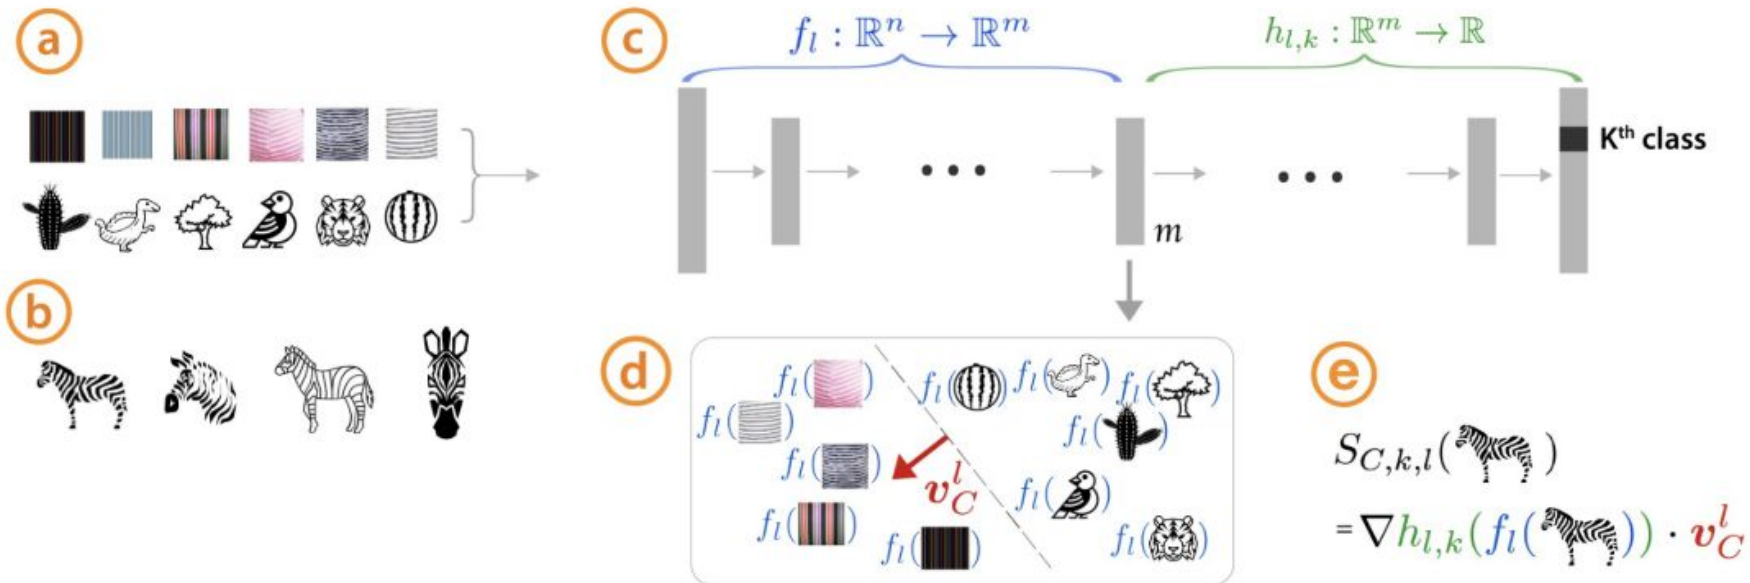 a
b
c
f_l : ℝ^n → ℝ^m
h_{l,k} : ℝ^m → ℝ
• • •
• • •
K^th class
m
d
f_l( )
f_l( ) f_l( ) f_l( )
f_l( )
f_l( )
f_l( )
v_C^l
f_l( )
f_l( )
f_l( )
f_l( )
e
S_{C,k,l}( )
= ∇h_{l,k}(f_l( )) · v_C^l